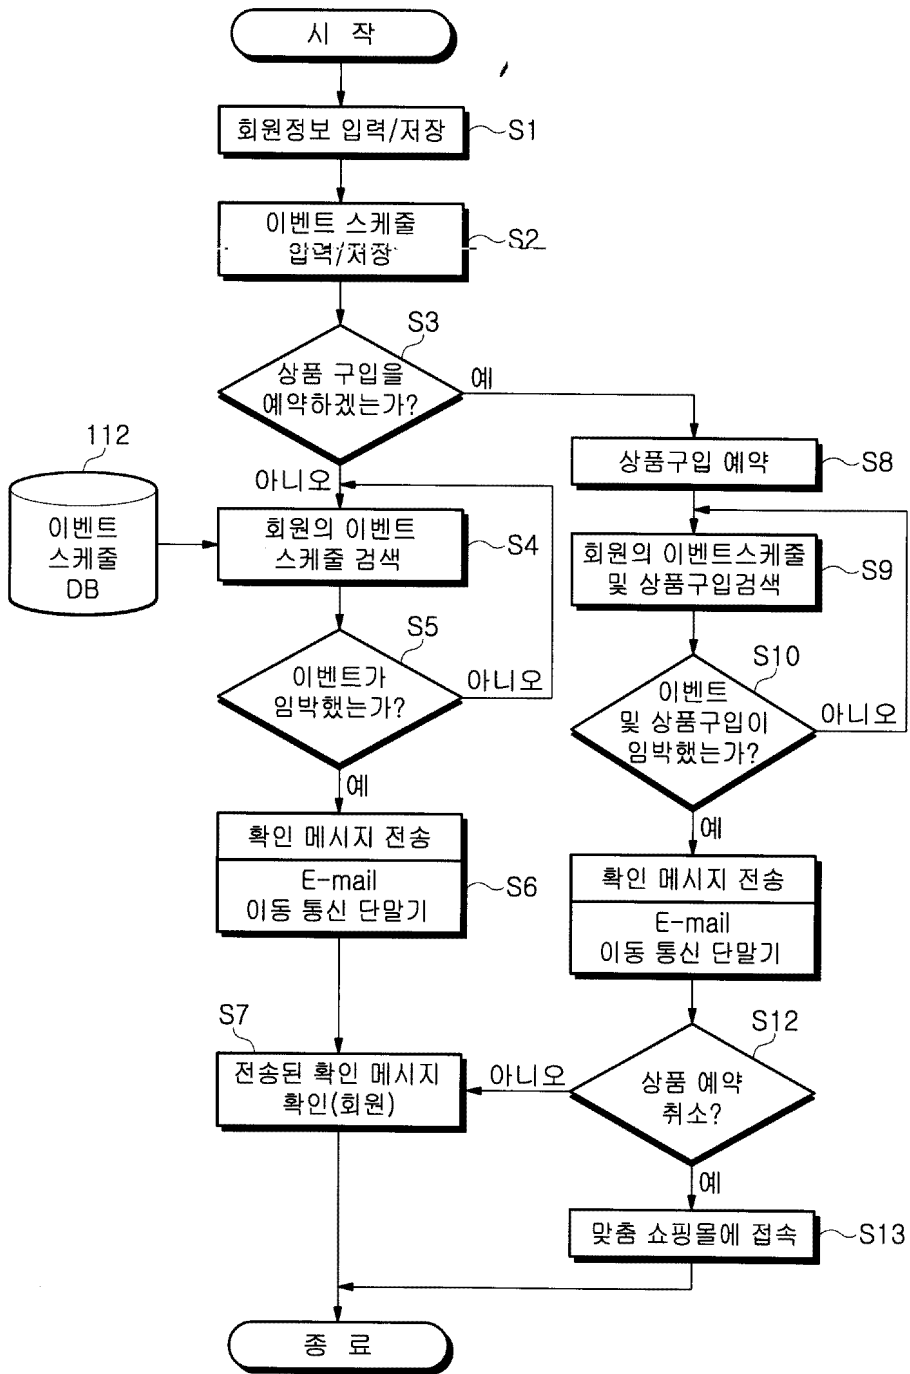 시 작
회원정보 입력/저장
S1
이벤트 스케줄
입력/저장
S2
S3
상품 구입을
예약하겠는가?
예
아니오
112
이벤트
스케줄
DB
회원의 이벤트
스케줄 검색
S4
S5
이벤트가
임박했는가?
아니오
예
확인 메시지 전송
E-mail
이동 통신 단말기
S6
S7
전송된 확인 메시지
확인(회원)
상품구입 예약
S8
회원의 이벤트스케줄
및 상품구입검색
S9
S10
이벤트
및 상품구입이
임박했는가?
아니오
예
확인 메시지 전송
E-mail
이동 통신 단말기
S12
상품 예약
취소?
아니오
예
맞춤 쇼핑몰에 접속
S13
종 료